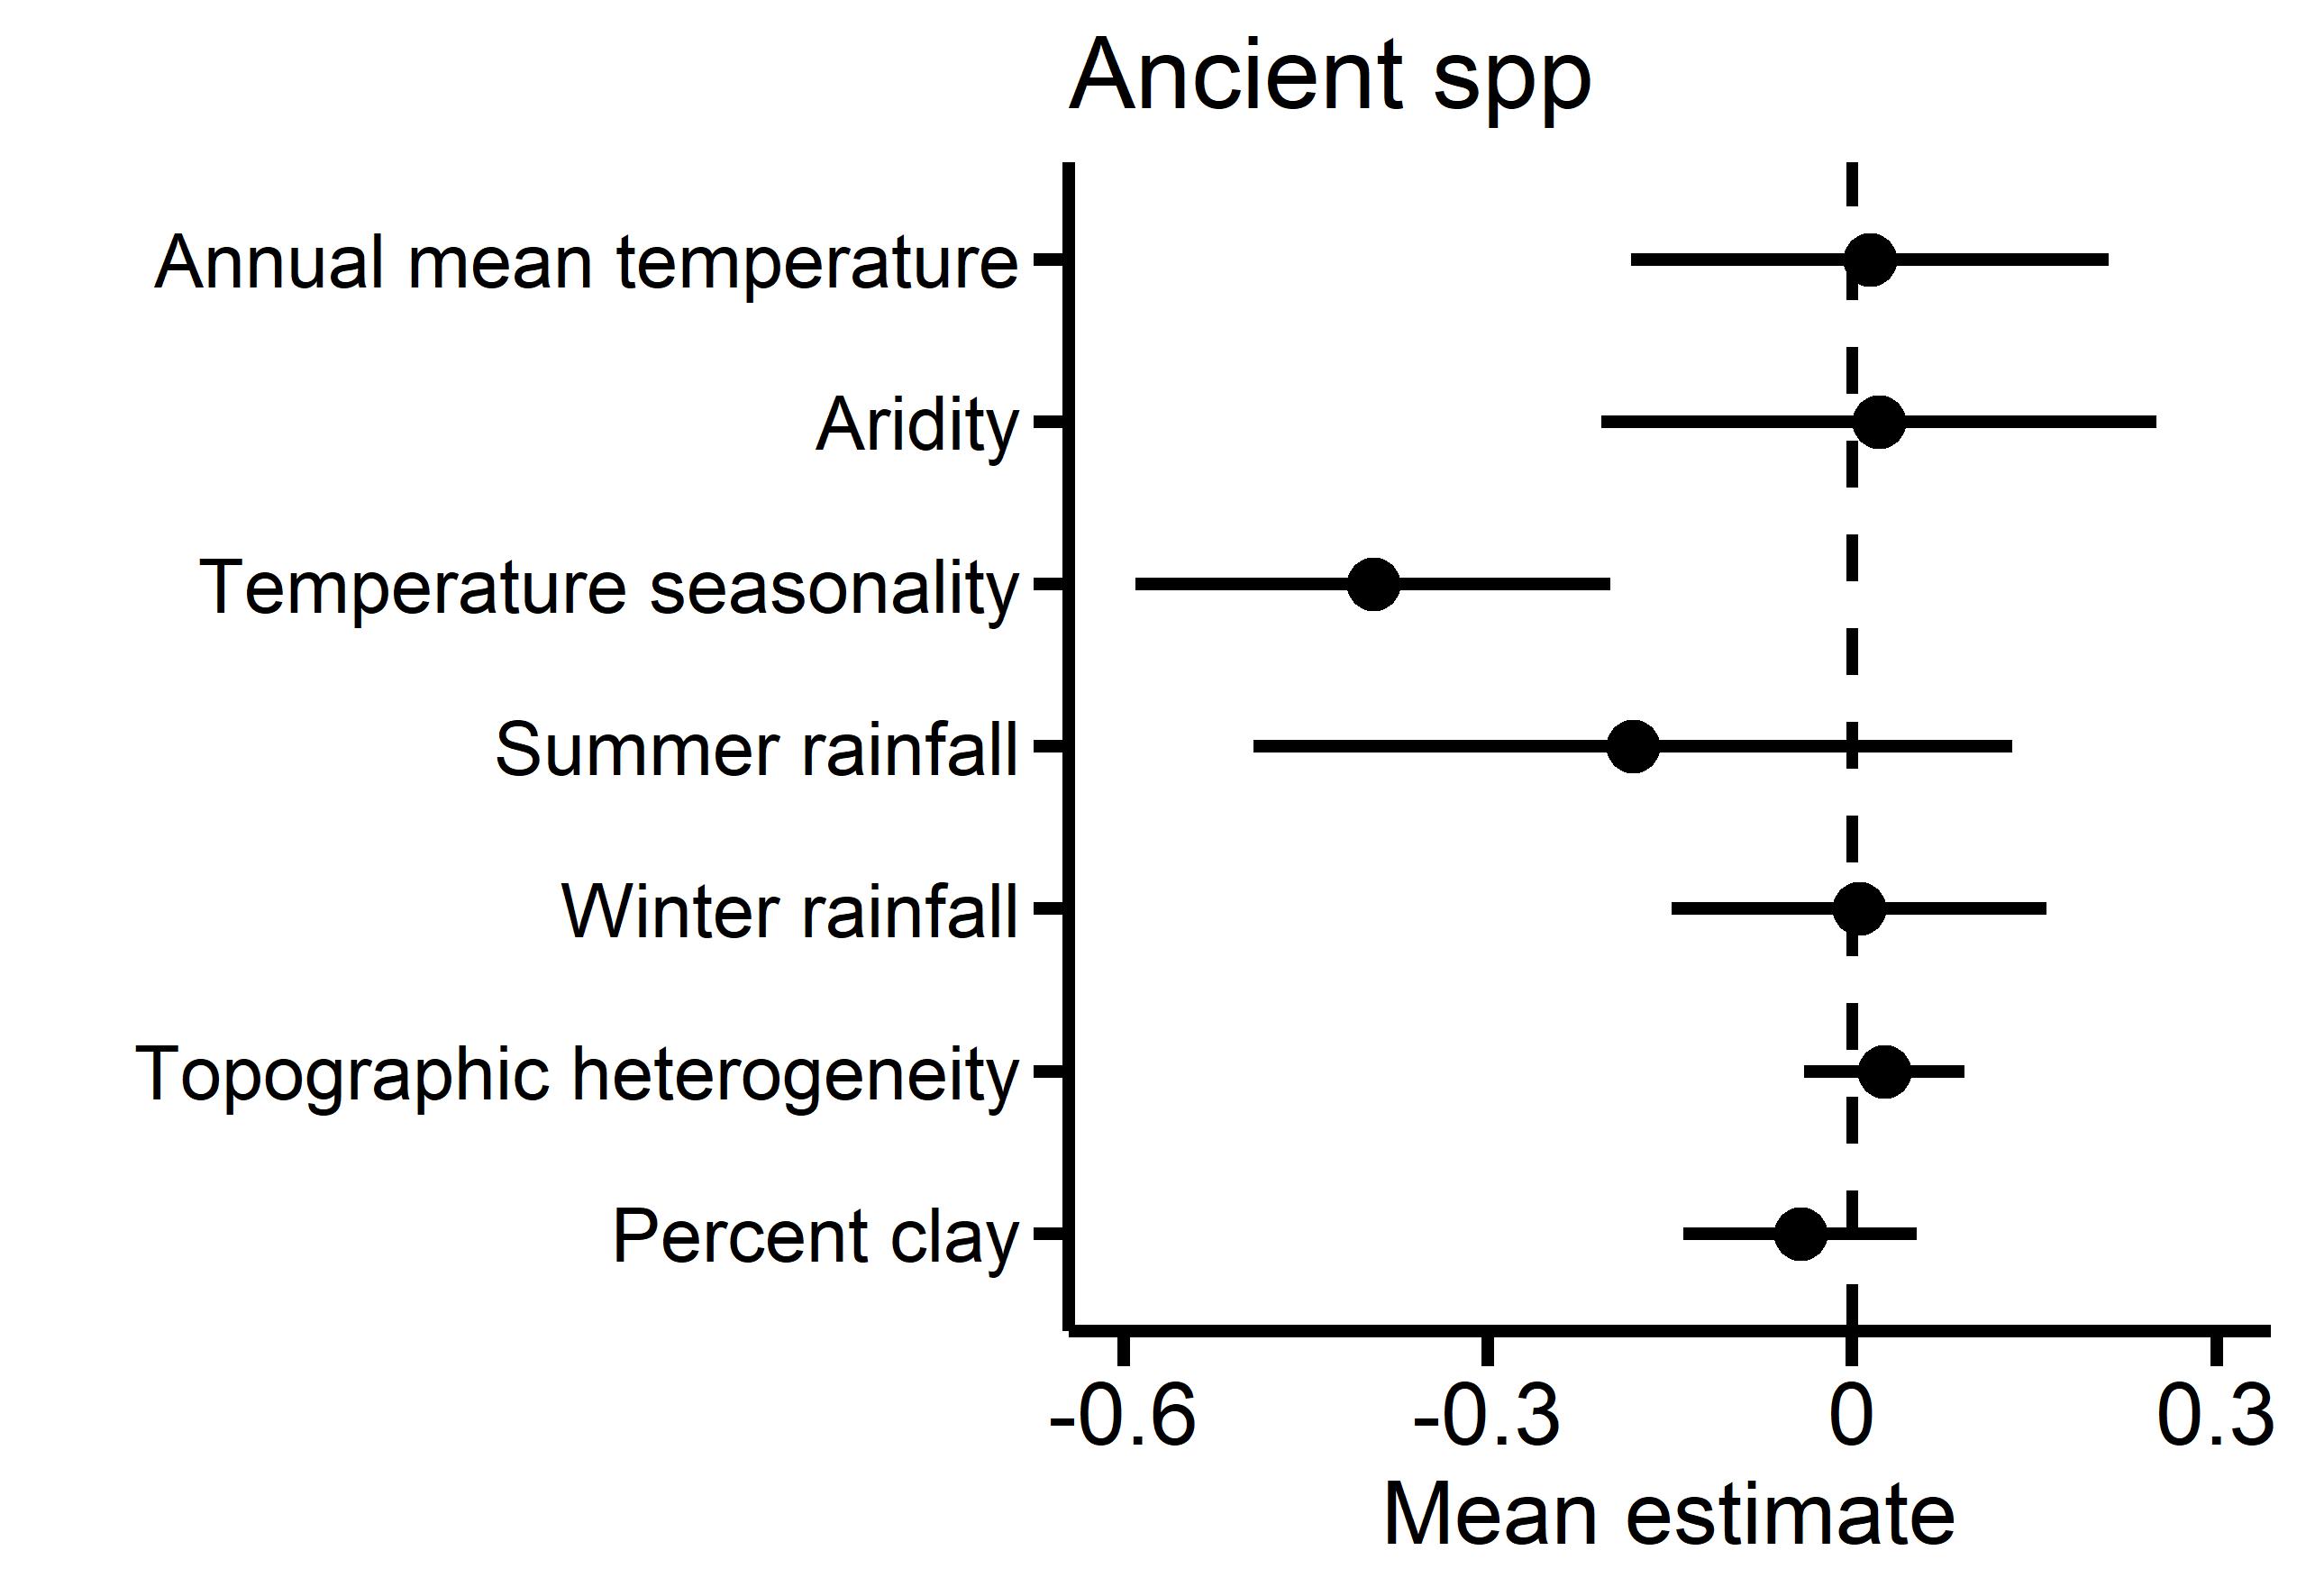 Ancient spp
Annual mean temperature
Aridity
Temperature seasonality
Summer rainfall
Winter rainfall
Topographic heterogeneity
Percent clay
-0.6 -0.3 0 0.3
Mean estimate